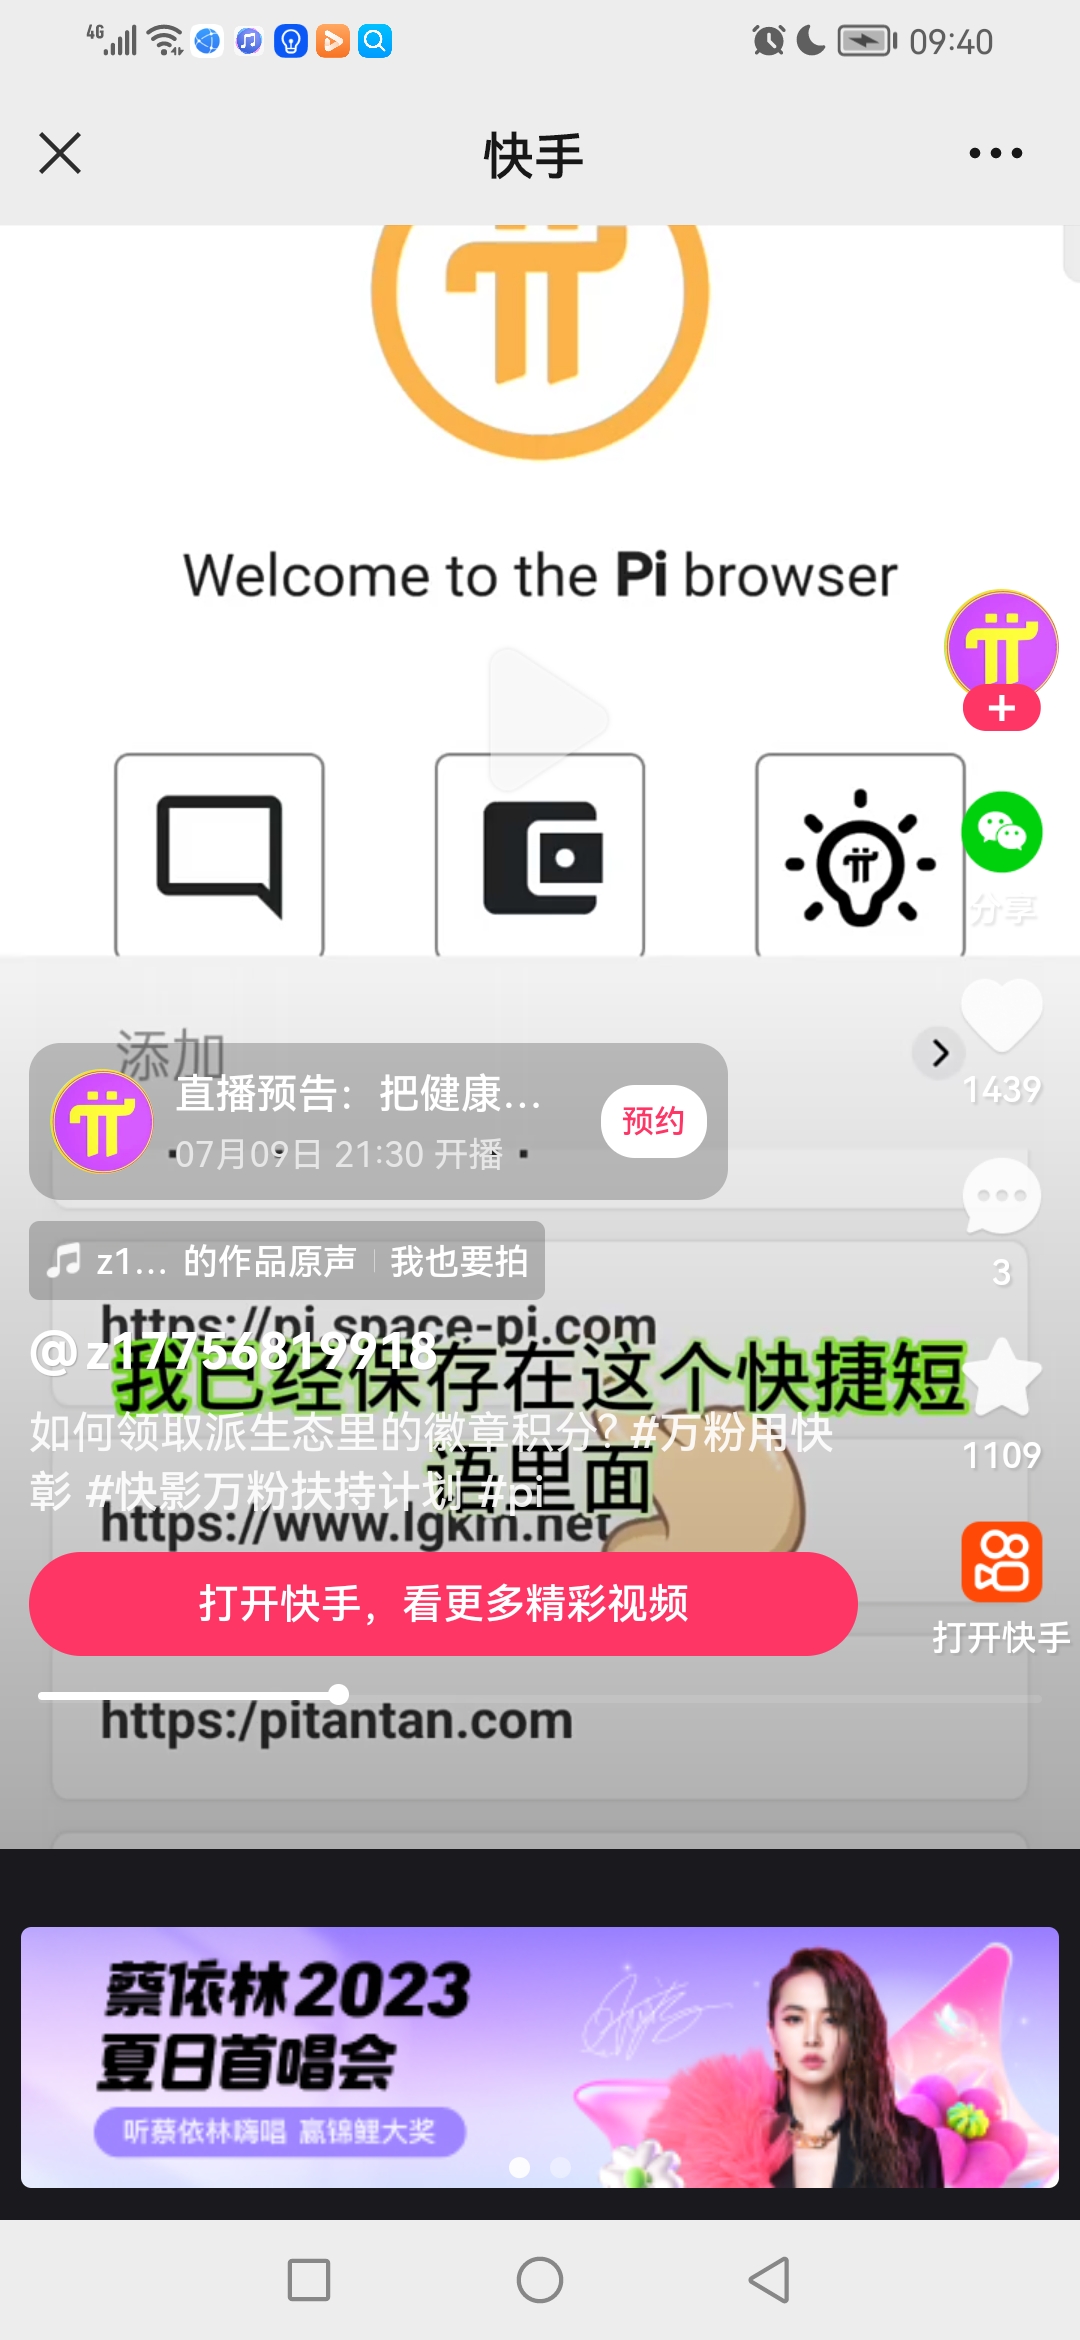 4G
09:40
快手
Welcome to the Pi browser
分享
添加
直播预告：把健康...
预约
07月09日 21:30 开播
1439
z1... 的作品原声
我也要拍
3
https://pi.space-pi.com
@z17756819918
我已经保存在这个快捷短
语里面
如何领取派生态里的徽章积分? #万粉用快
彰 #快影万粉扶持计划 #pi
1109
https://www.lgkm.net
打开快手，看更多精彩视频
打开快手
https:/pitantan.com
蔡依林2023
夏日首唱会
听蔡依林嗨唱 赢锦鲤大奖